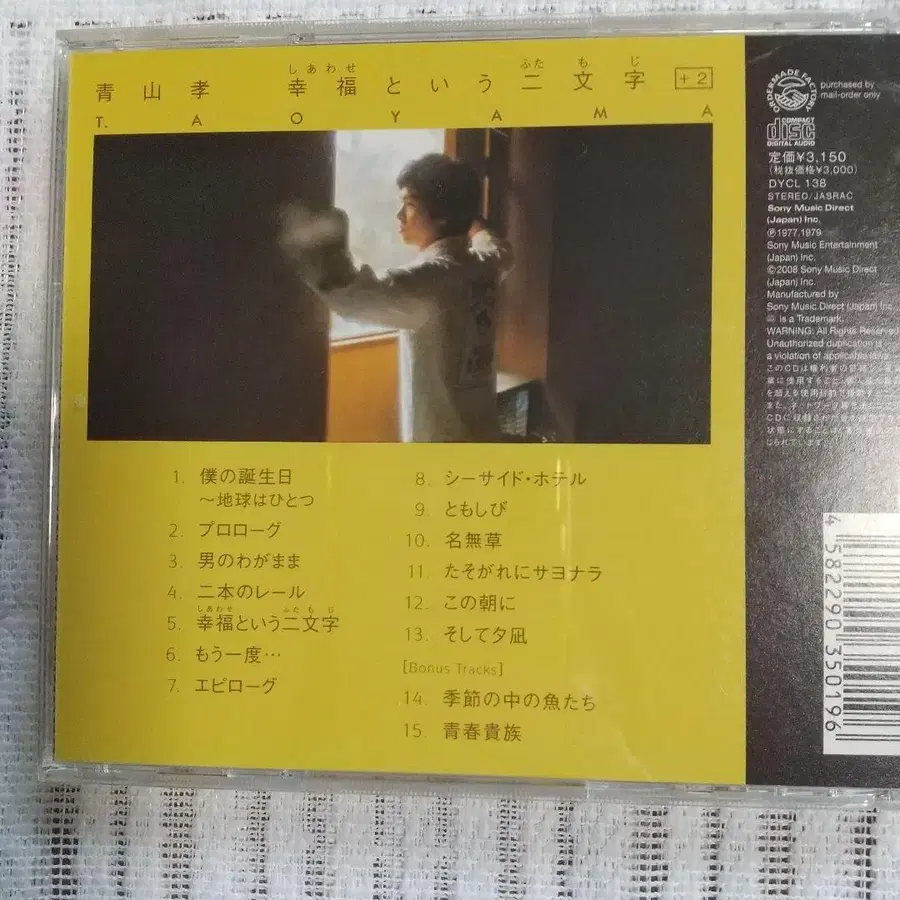 しあわせ ふた も じ
青山孝 幸福という二文字 +2
T. AOYAMA
1. 僕の誕生日
〜地球はひとつ
2. プロローグ
3. 男のわがまま
4. 二本のレール
しあわせ ふた も じ
5. 幸福という二文字
6. もう一度…
7. エピローグ
8. シーサイド・ホテル
9. ともしび
10. 名無草
11. たそがれにサヨナラ
12. この朝に
13. そして夕凪
[Bonus Tracks]
14. 季節の中の魚たち
15. 青春貴族
ORDERMADE FACTORY
purchased by
mail-order only
COMPACT
disc
DIGITAL AUDIO
定価¥3,150
(税抜価格¥3,000)
DYCL 138
STEREO/JASRAC
Sony Music Direct
(Japan) Inc.
℗1977,1979
Sony Music Entertainment
(Japan) Inc.
©2008 Sony Music Direct
(Japan) Inc.
Manufactured by
Sony Music Direct (Japan) Inc.
is a Trademark.
WARNING: All Rights Reserved.
Unauthorized duplication is
a violation of applicable laws.
4 582290 350196